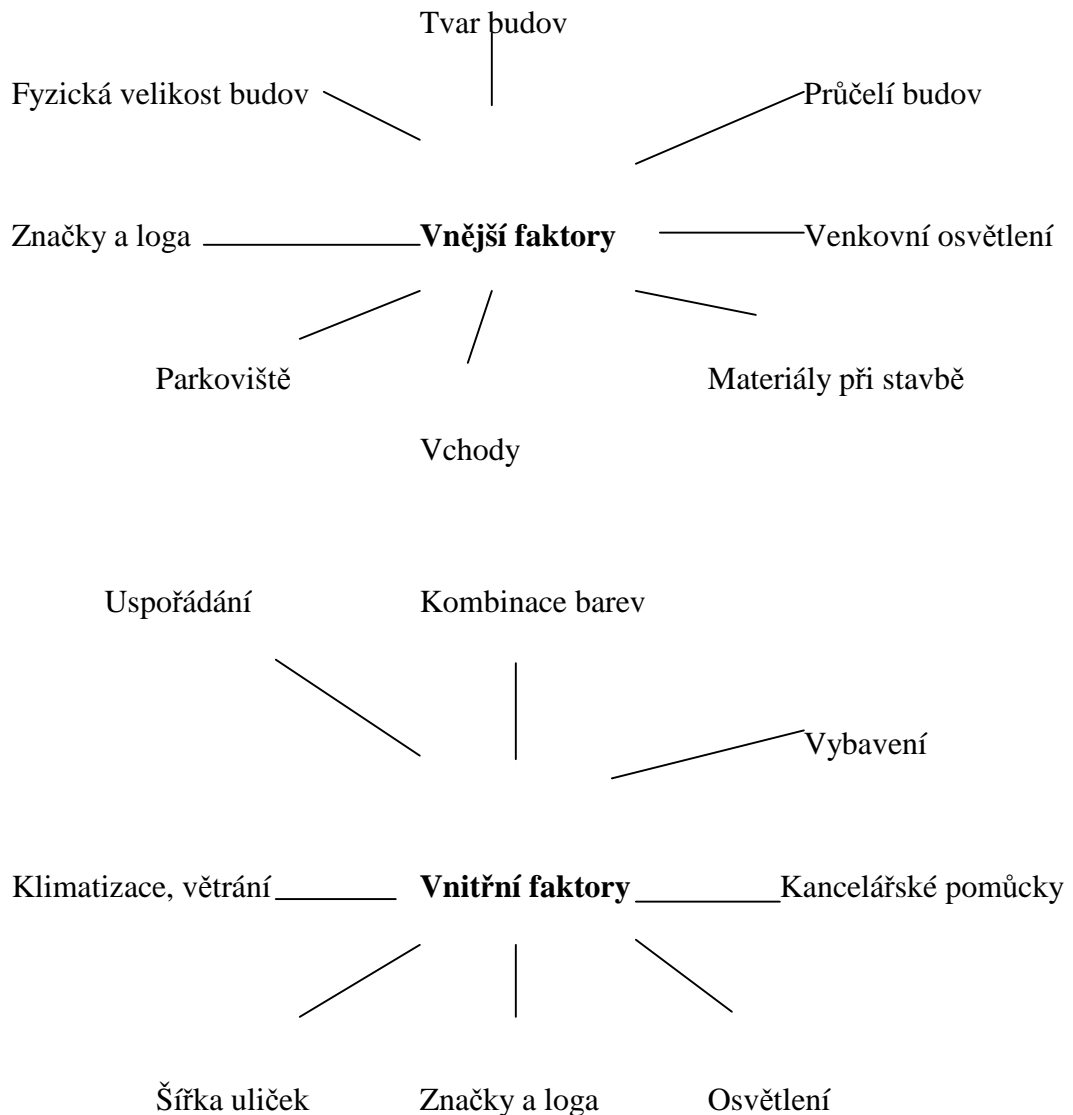 Tvar budov
Fyzická velikost budov
Průčelí budov
Značky a loga
Vnější faktory
Venkovní osvětlení
Parkoviště
Materiály při stavbě
Vchody
Uspořádání
Kombinace barev
Vybavení
Klimatizace, větrání
Vnitřní faktory
Kancelářské pomůcky
Šířka uliček
Značky a loga
Osvětlení